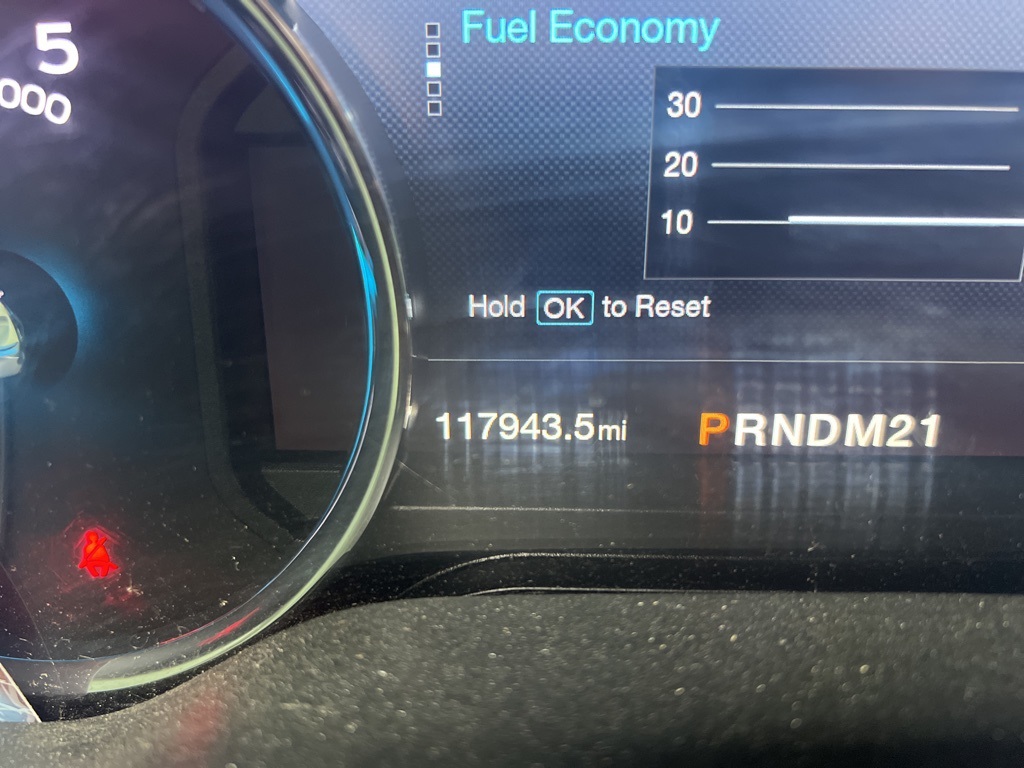 5
000
Fuel Economy
30
20
10
Hold OK to Reset
117943.5mi
PRNDM21